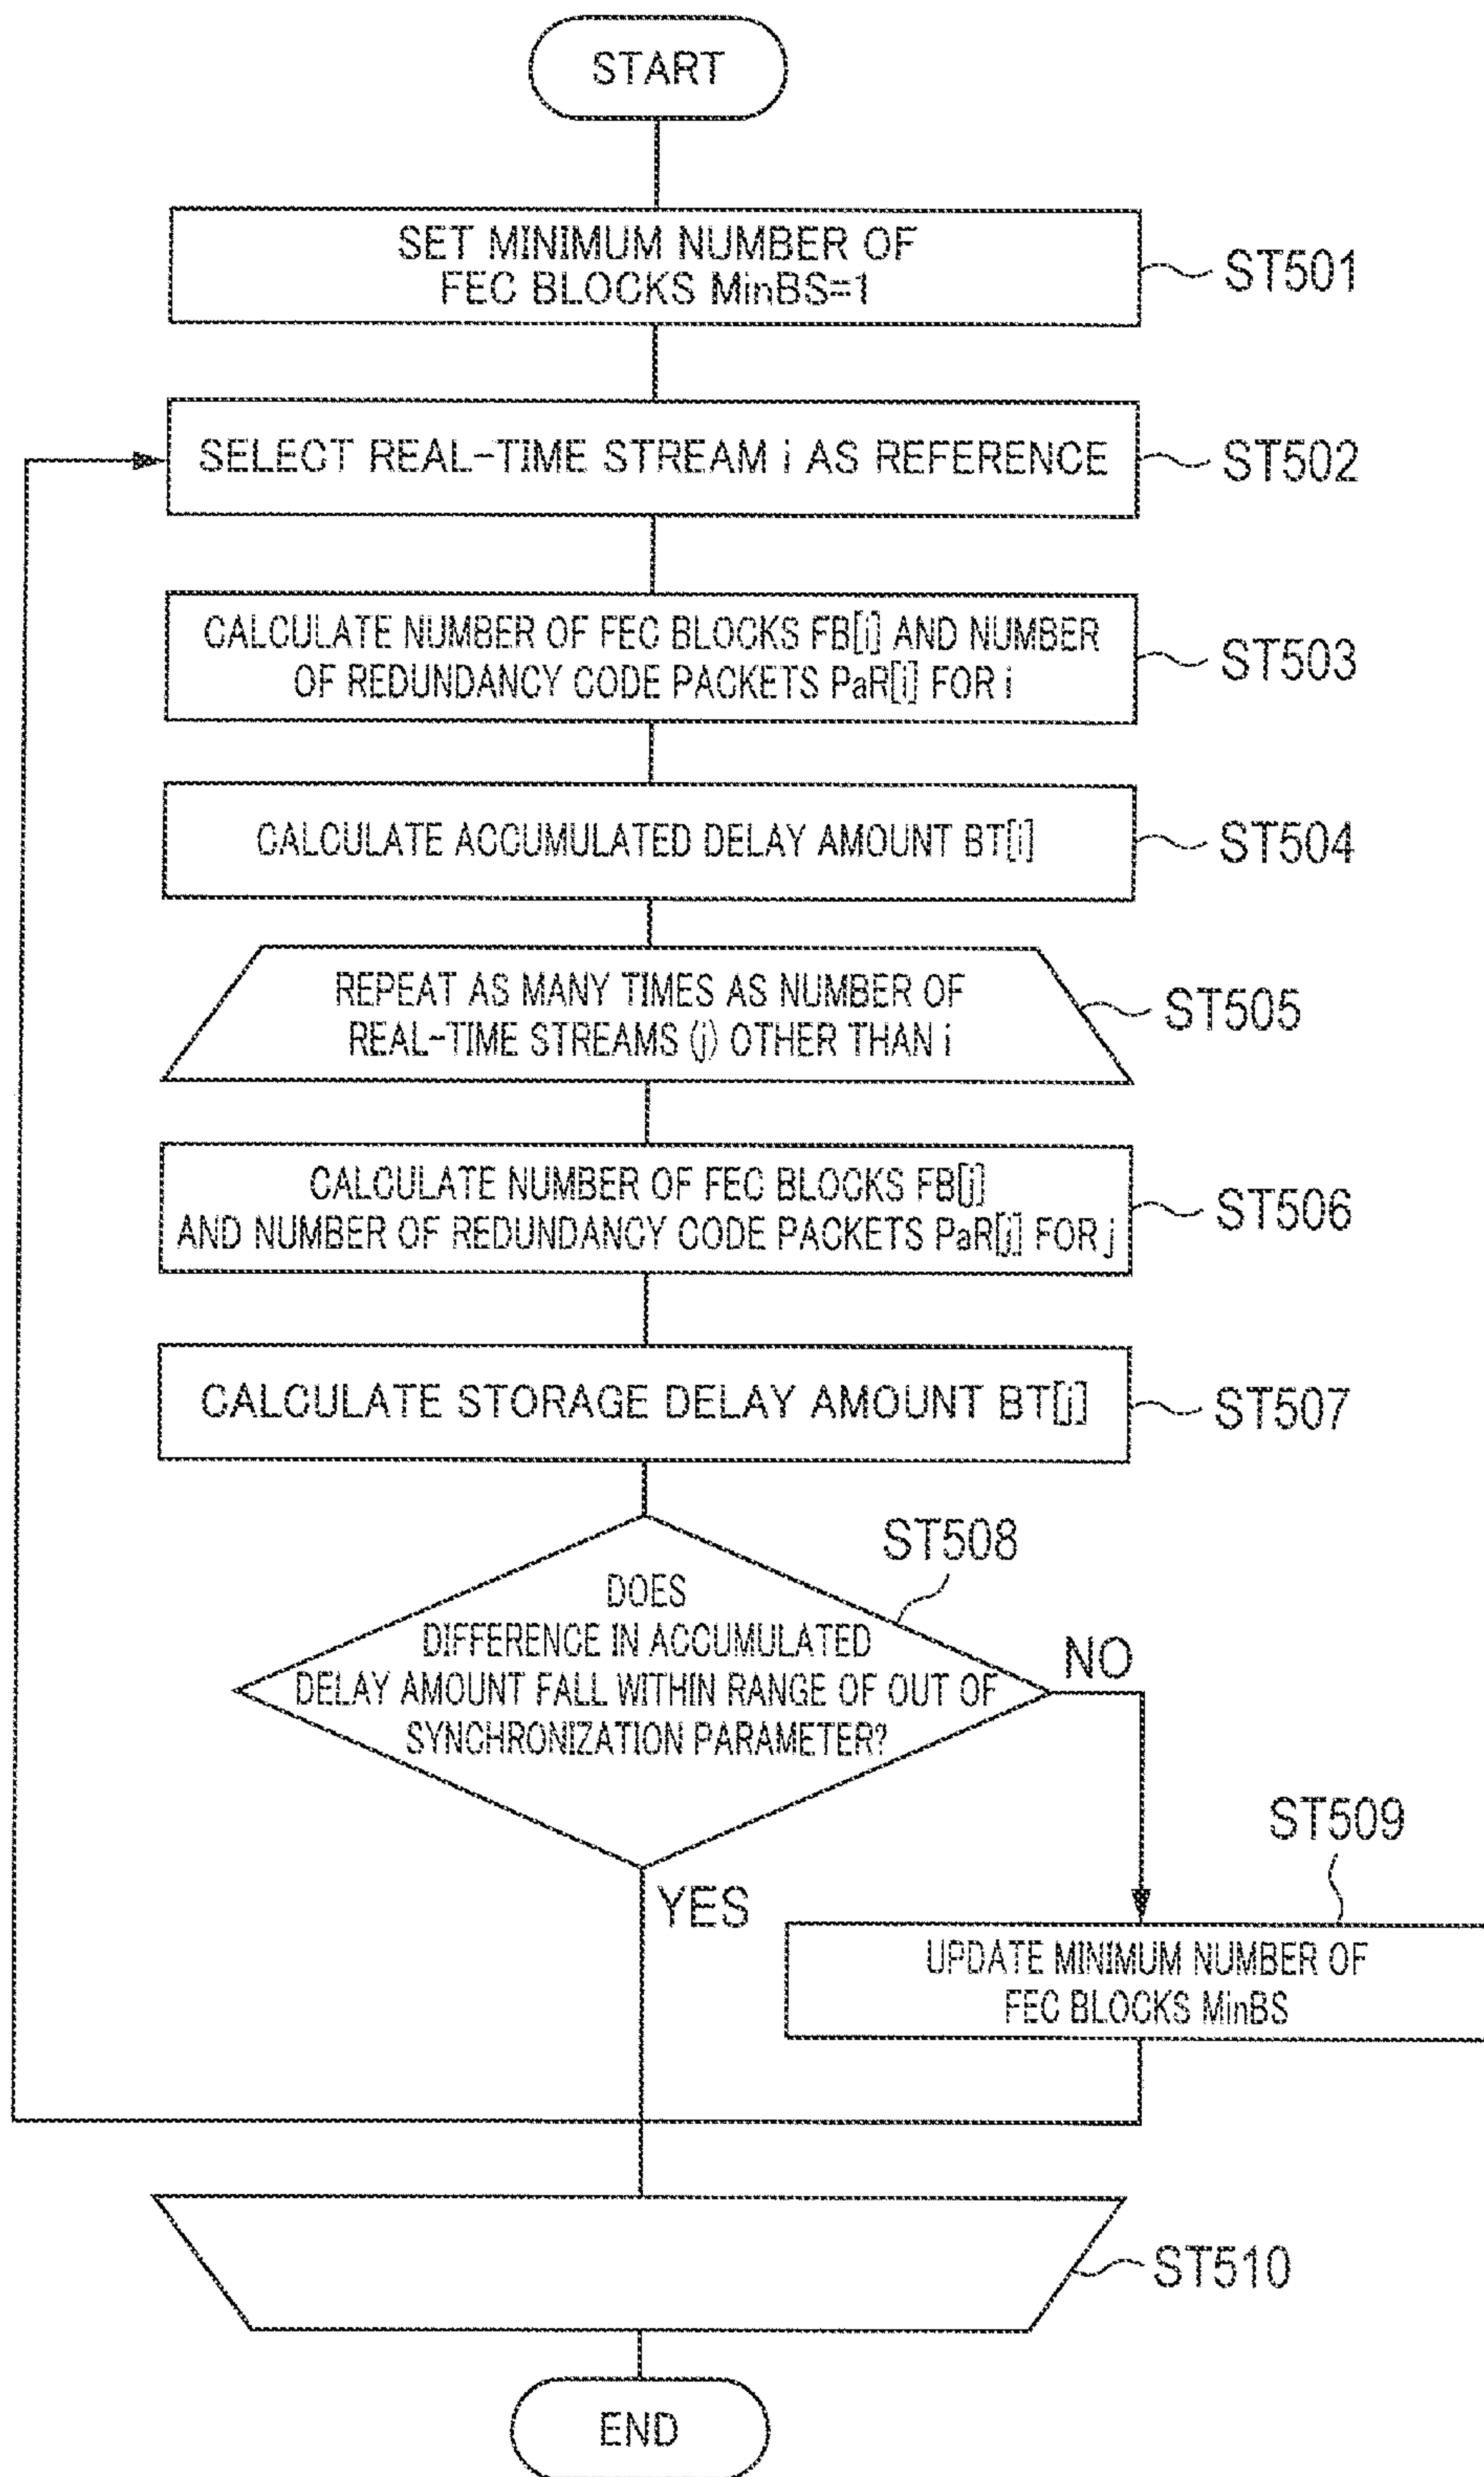 START
SET MINIMUM NUMBER OF
FEC BLOCKS MinBS=1
ST501
SELECT REAL-TIME STREAM i AS REFERENCE
ST502
CALCULATE NUMBER OF FEC BLOCKS FB[i] AND NUMBER
OF REDUNDANCY CODE PACKETS PaR[i] FOR i
ST503
CALCULATE ACCUMULATED DELAY AMOUNT BT[i]
ST504
REPEAT AS MANY TIMES AS NUMBER OF
REAL-TIME STREAMS (j) OTHER THAN i
ST505
CALCULATE NUMBER OF FEC BLOCKS FB[j]
AND NUMBER OF REDUNDANCY CODE PACKETS PaR[j] FOR j
ST506
CALCULATE STORAGE DELAY AMOUNT BT[j]
ST507
ST508
DOES
DIFFERENCE IN ACCUMULATED
DELAY AMOUNT FALL WITHIN RANGE OF OUT OF
SYNCHRONIZATION PARAMETER?
NO
YES
ST509
UPDATE MINIMUM NUMBER OF
FEC BLOCKS MinBS
ST510
END